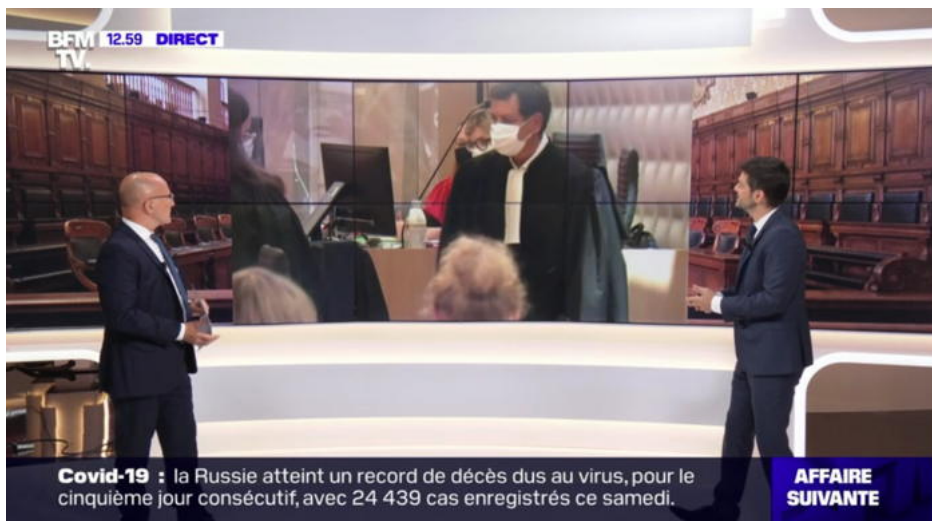 BFM
TV.
12.59 DIRECT
Covid-19 : la Russie atteint un record de décès dus au virus, pour le
cinquième jour consécutif, avec 24 439 cas enregistrés ce samedi.
AFFAIRE
SUIVANTE